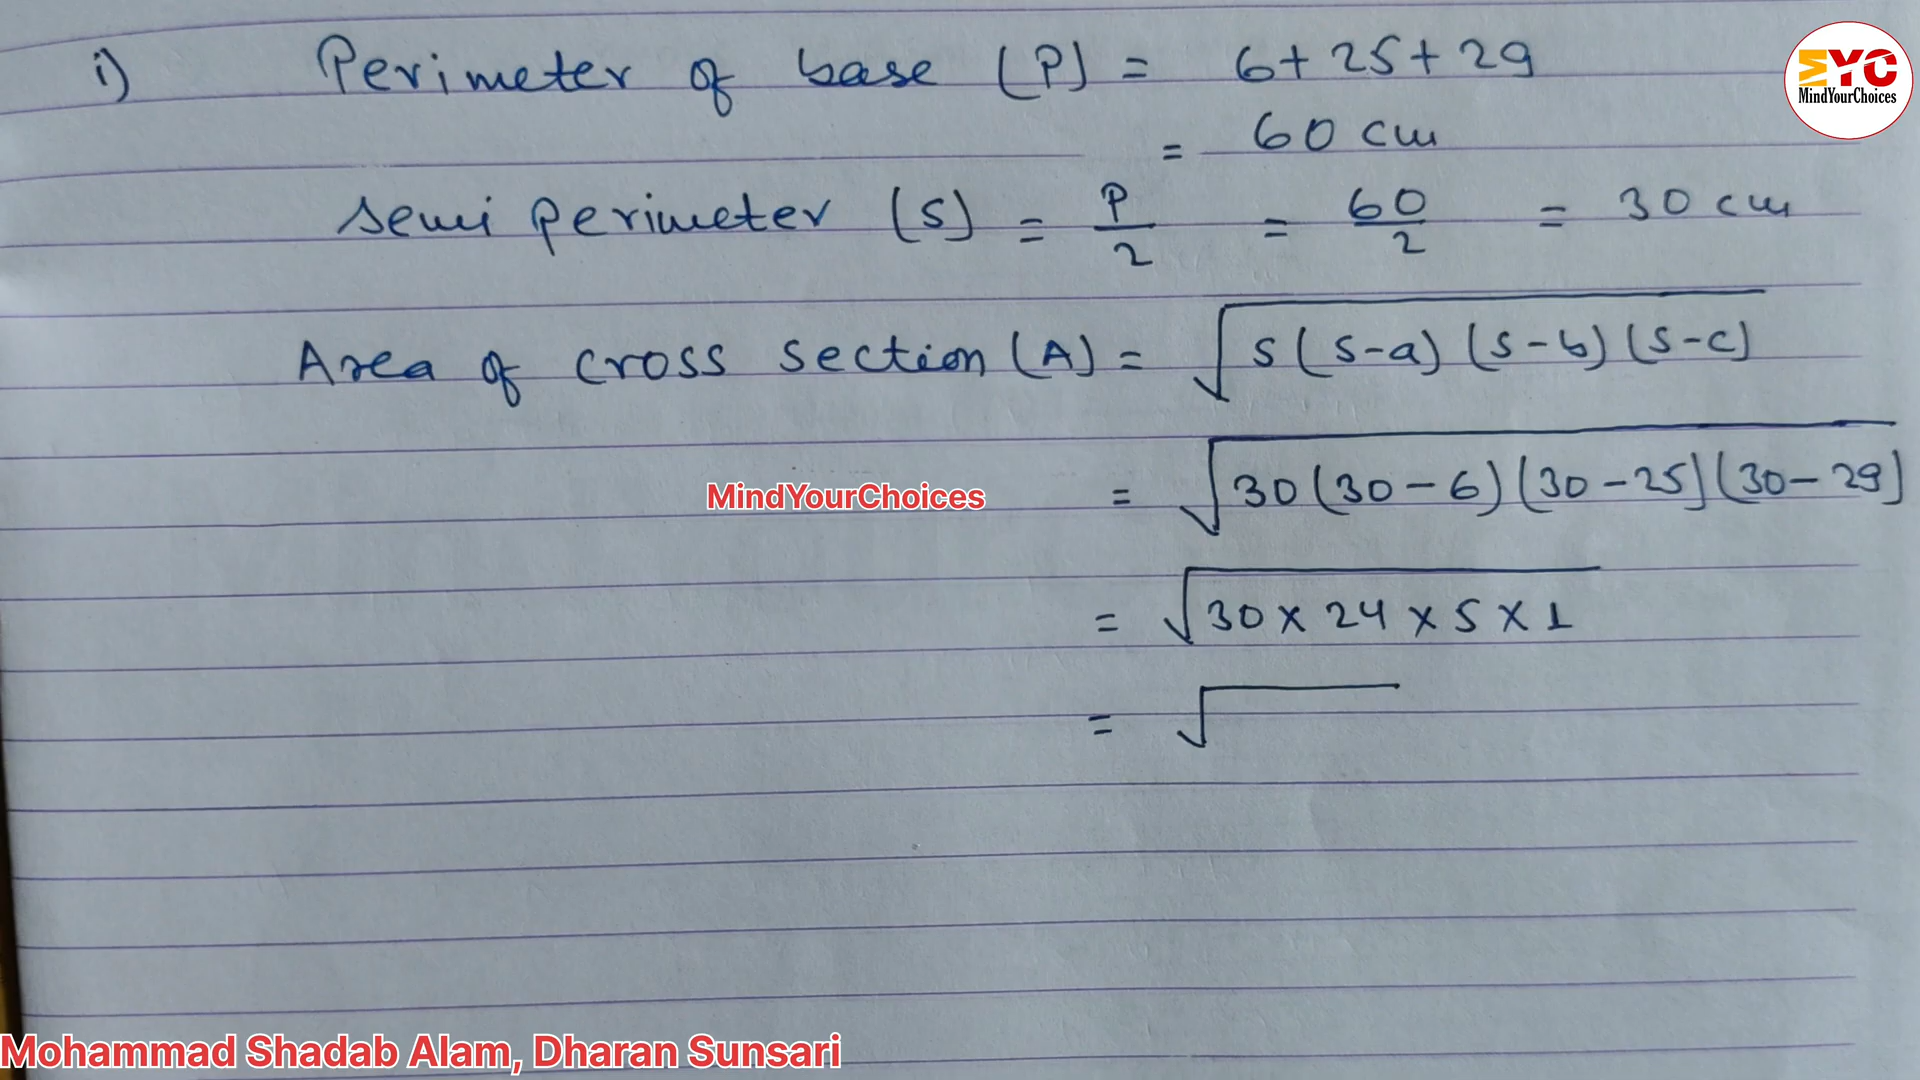 i) Perimeter of base (P) = 6+25+29
= 60 cm
Semi perimeter (S) = P/2 = 60/2 = 30 cm
Area of cross section (A) = √S(S-a)(S-b)(S-c)
MindYourChoices = √30(30-6)(30-25)(30-29)
= √30×24×5×1
= √
MYC
MindYourChoices
Mohammad Shadab Alam, Dharan Sunsari